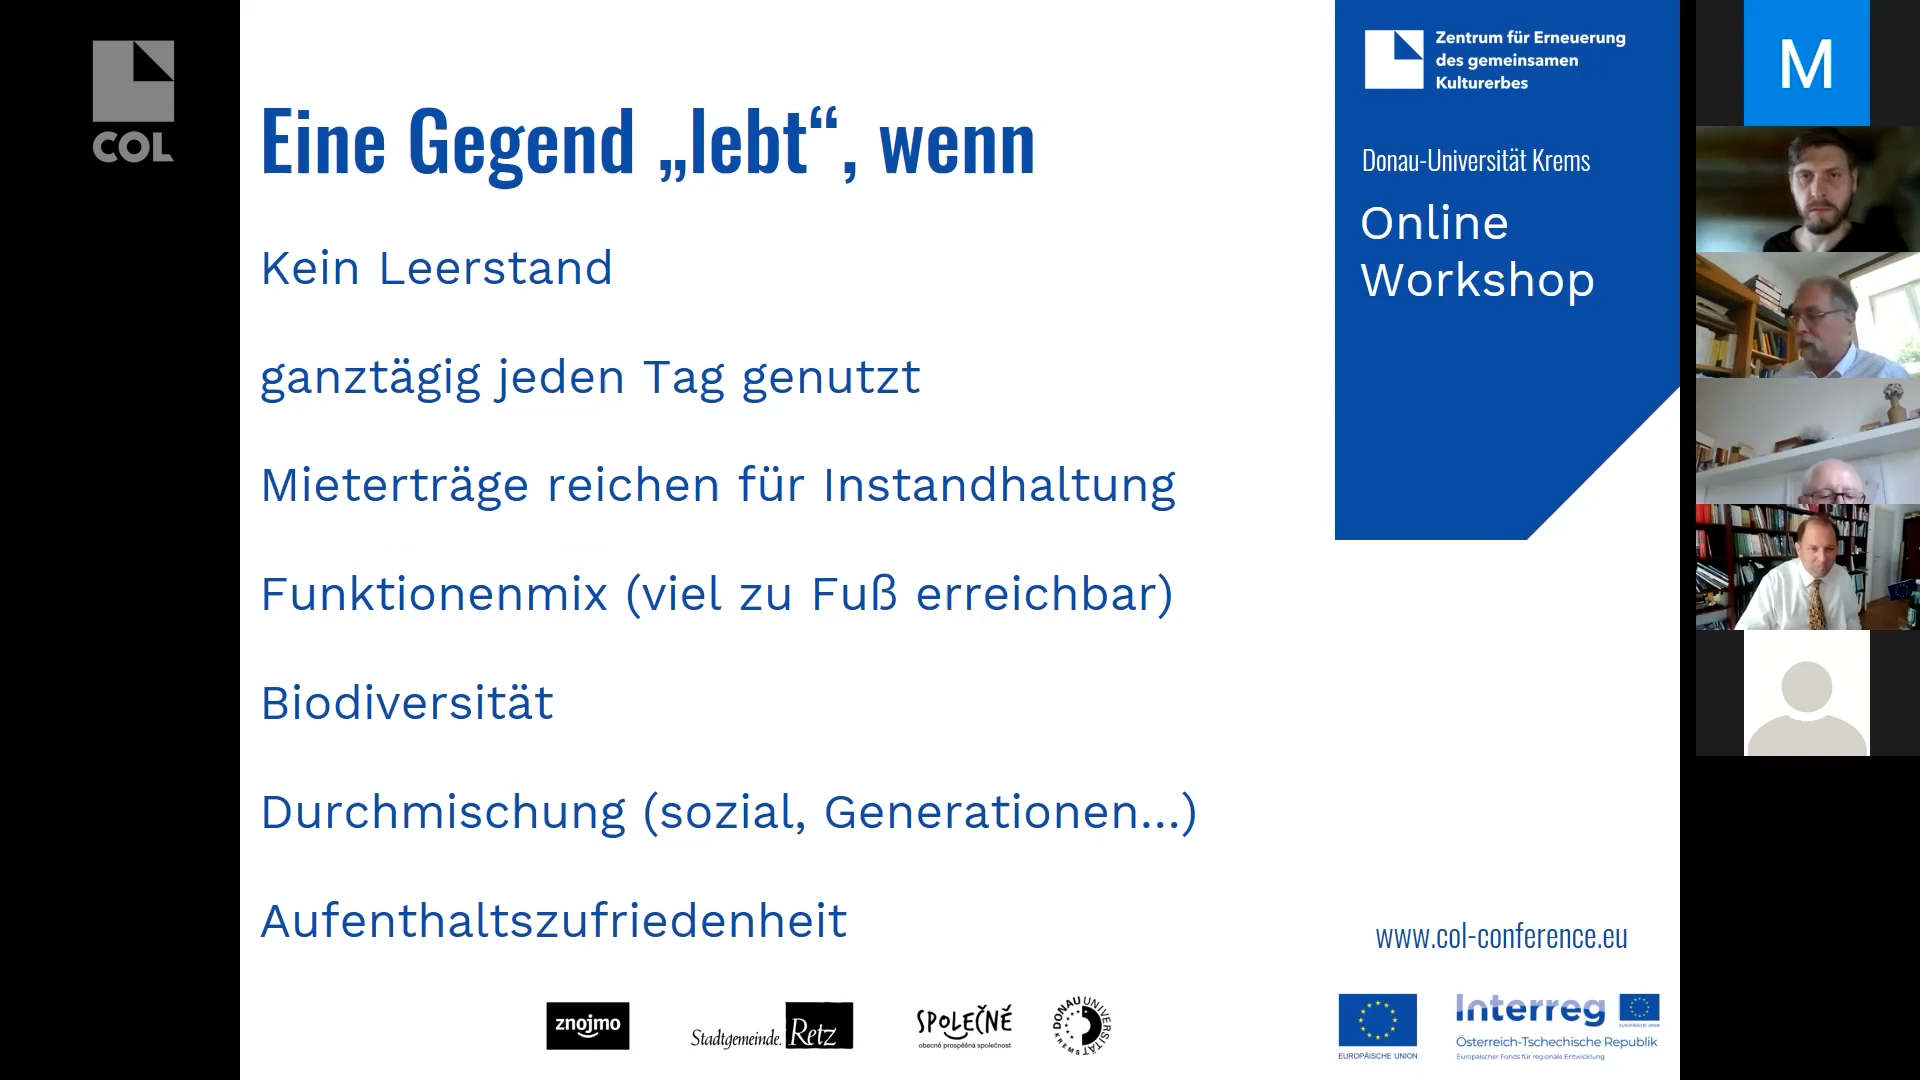 COL
Eine Gegend „lebt“, wenn
Kein Leerstand
ganztägig jeden Tag genutzt
Mieterträge reichen für Instandhaltung
Funktionenmix (viel zu Fuß erreichbar)
Biodiversität
Durchmischung (sozial, Generationen...)
Aufenthaltszufriedenheit
Zentrum für Erneuerung
des gemeinsamen
Kulturerbes
Donau-Universität Krems
Online
Workshop
www.col-conference.eu
znojmo
Stadtgemeinde. Retz
SPOLEČNĚ
obecně prospěšná společnost
DONAU UNIVERSITÄT KREMS
EUROPÄISCHE UNION
Interreg
EUROPÄISCHE UNION
Österreich-Tschechische Republik
Europäischer Fonds für regionale Entwicklung
M